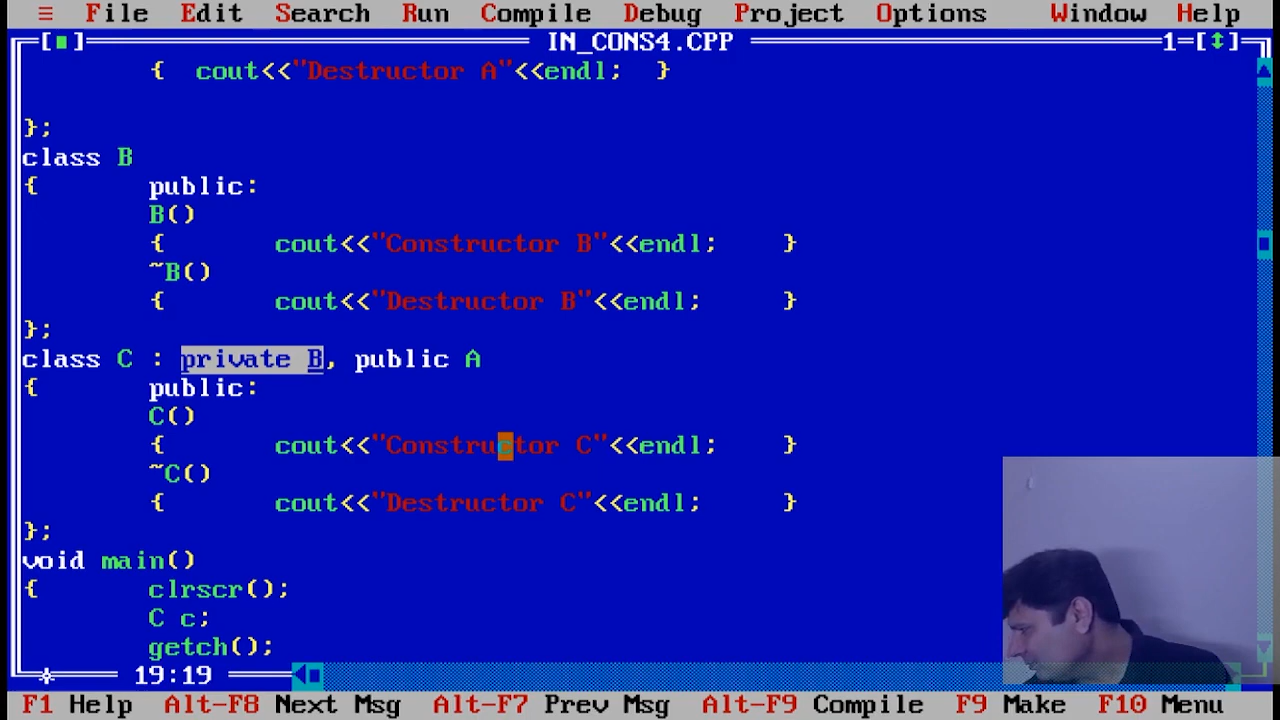 ≡ File Edit Search Run Compile Debug Project Options Window Help
[■] IN_CONS4.CPP 1=[↕]
{ cout<<"Destructor A"<<endl; }
};
class B
{ public:
B()
{ cout<<"Constructor B"<<endl; }
~B()
{ cout<<"Destructor B"<<endl; }
};
class C : private B, public A
{ public:
C()
{ cout<<"Constructor C"<<endl; }
~C()
{ cout<<"Destructor C"<<endl; }
};
void main()
{ clrscr();
C c;
getch();
19:19
F1 Help Alt-F8 Next Msg Alt-F7 Prev Msg Alt-F9 Compile F9 Make F10 Menu